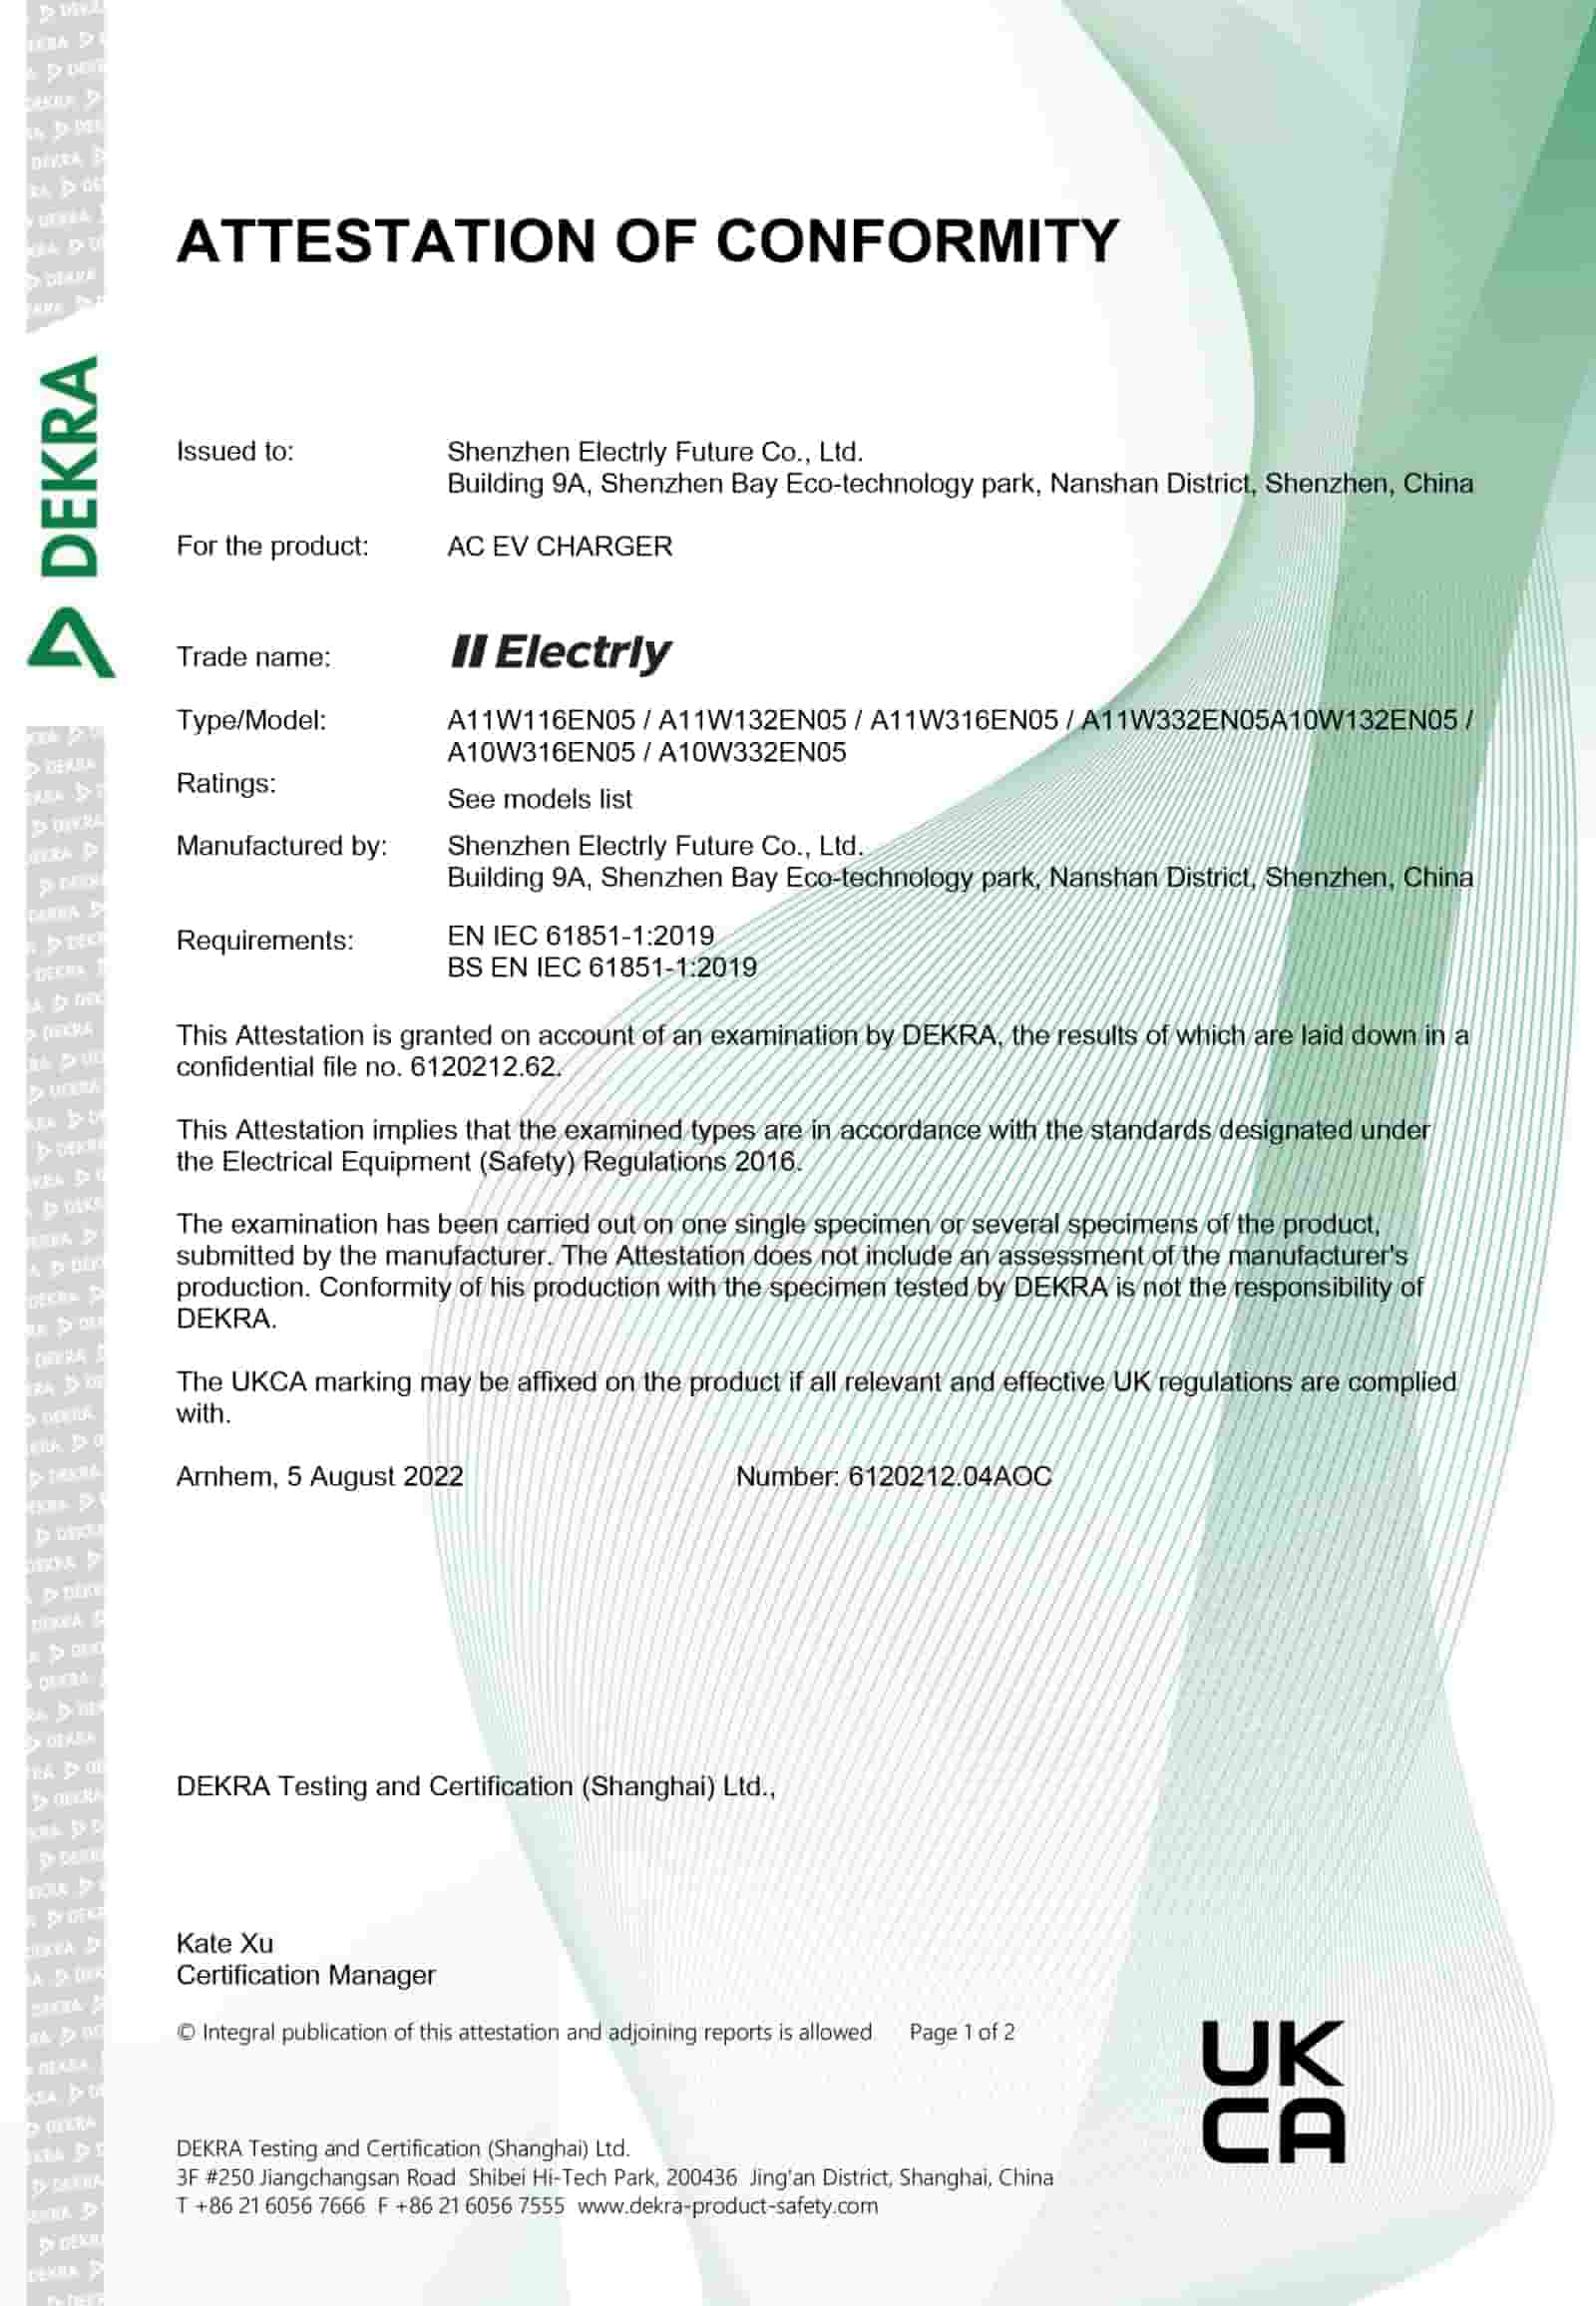 ATTESTATION OF CONFORMITY
DEKRA
Issued to: Shenzhen Electrly Future Co., Ltd.
Building 9A, Shenzhen Bay Eco-technology park, Nanshan District, Shenzhen, China
For the product: AC EV CHARGER
Trade name: Electrly
Type/Model: A11W116EN05 / A11W132EN05 / A11W316EN05 / A11W332EN05A10W132EN05 /
A10W316EN05 / A10W332EN05
Ratings: See models list
Manufactured by: Shenzhen Electrly Future Co., Ltd.
Building 9A, Shenzhen Bay Eco-technology park, Nanshan District, Shenzhen, China
Requirements: EN IEC 61851-1:2019
BS EN IEC 61851-1:2019
This Attestation is granted on account of an examination by DEKRA, the results of which are laid down in a
confidential file no. 6120212.62.
This Attestation implies that the examined types are in accordance with the standards designated under
the Electrical Equipment (Safety) Regulations 2016.
The examination has been carried out on one single specimen or several specimens of the product,
submitted by the manufacturer. The Attestation does not include an assessment of the manufacturer's
production. Conformity of his production with the specimen tested by DEKRA is not the responsibility of
DEKRA.
The UKCA marking may be affixed on the product if all relevant and effective UK regulations are complied
with.
Arnhem, 5 August 2022 Number: 6120212.04AOC
DEKRA Testing and Certification (Shanghai) Ltd.,
Kate Xu
Certification Manager
© Integral publication of this attestation and adjoining reports is allowed Page 1 of 2
UK
CA
DEKRA Testing and Certification (Shanghai) Ltd.
3F #250 Jiangchangsan Road Shibei Hi-Tech Park, 200436 Jing'an District, Shanghai, China
T +86 21 6056 7666 F +86 21 6056 7555 www.dekra-product-safety.com